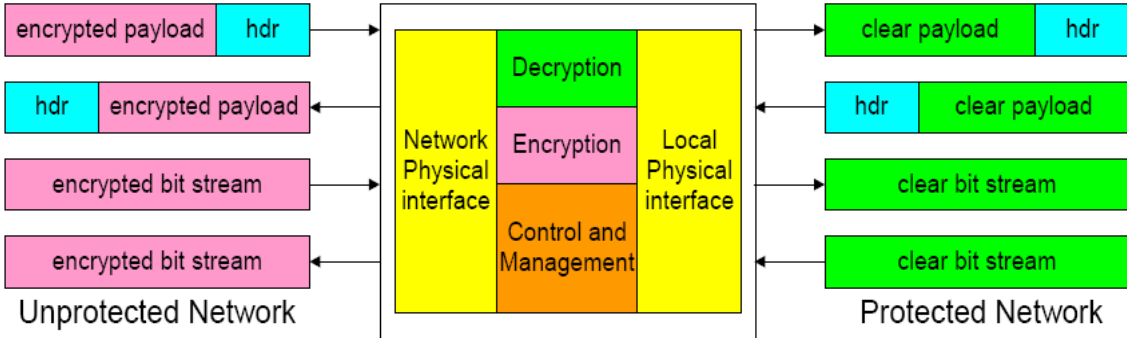 encrypted payload hdr
hdr encrypted payload
encrypted bit stream
encrypted bit stream
Unprotected Network
Network
Physical
interface
Decryption
Encryption
Control and
Management
Local
Physical
interface
clear payload hdr
hdr clear payload
clear bit stream
clear bit stream
Protected Network